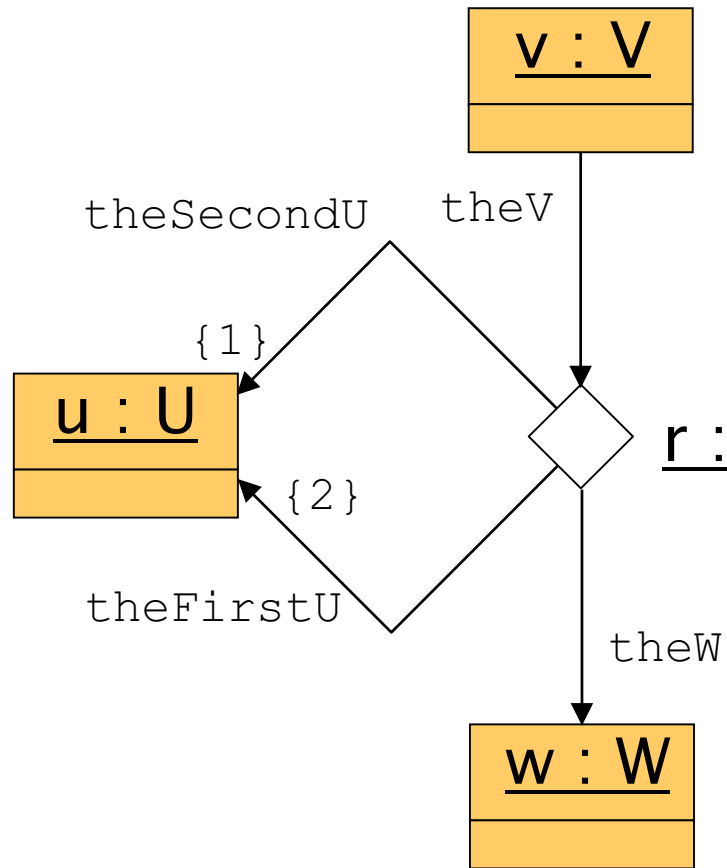 v : V
theSecondU
theV
{1}
u : U
r :
{2}
theFirstU
theW
w : W